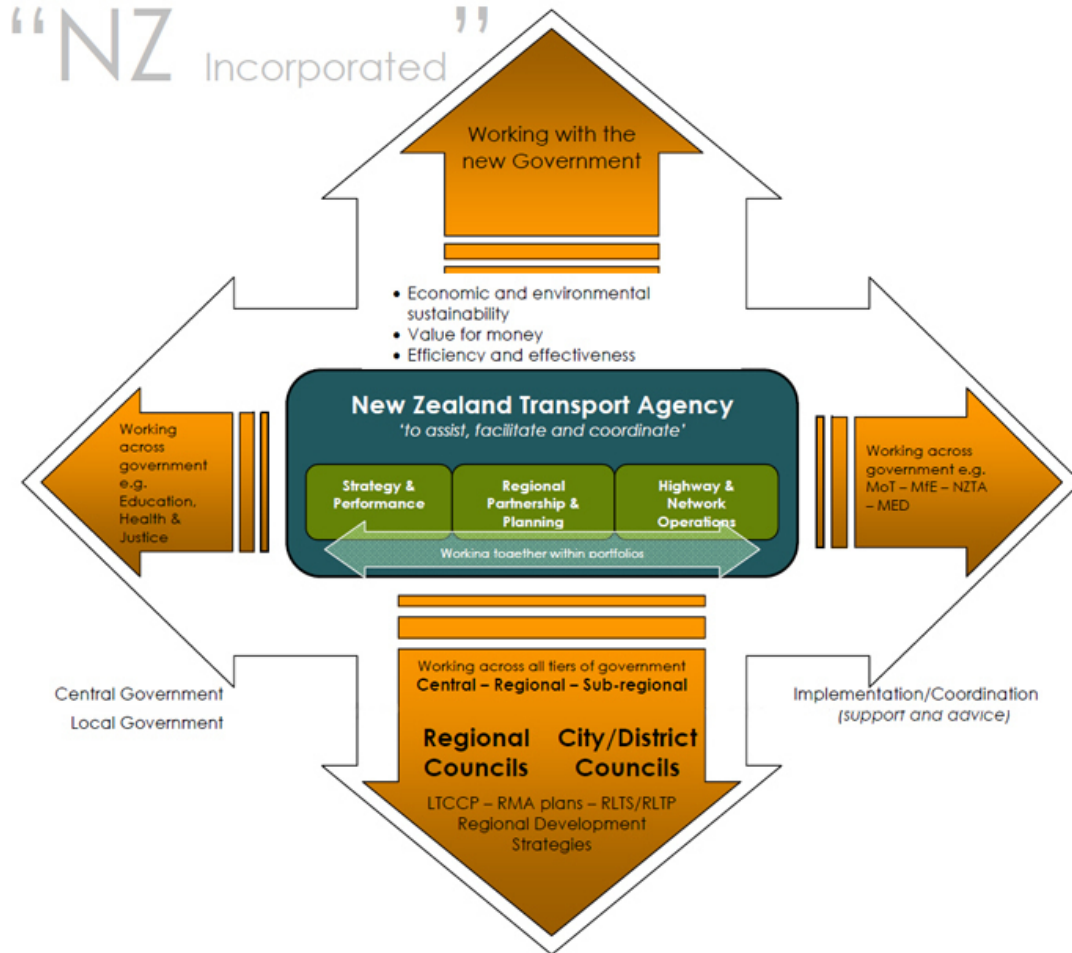 “NZ Incorporated”
Working with the
new Government
• Economic and environmental
sustainability
• Value for money
• Efficiency and effectiveness
New Zealand Transport Agency
‘to assist, facilitate and coordinate’
Strategy &
Performance
Regional
Partnership &
Planning
Highway &
Network
Operations
Working together within portfolios
Working
across
government
e.g.
Education,
Health &
Justice
Working across
government e.g.
MoT – MfE – NZTA
– MED
Central Government
Local Government
Working across all tiers of government
Central – Regional – Sub-regional
Regional
Councils
City/District
Councils
LTCCP – RMA plans – RLTS/RLTP
Regional Development
Strategies
Implementation/Coordination
(support and advice)